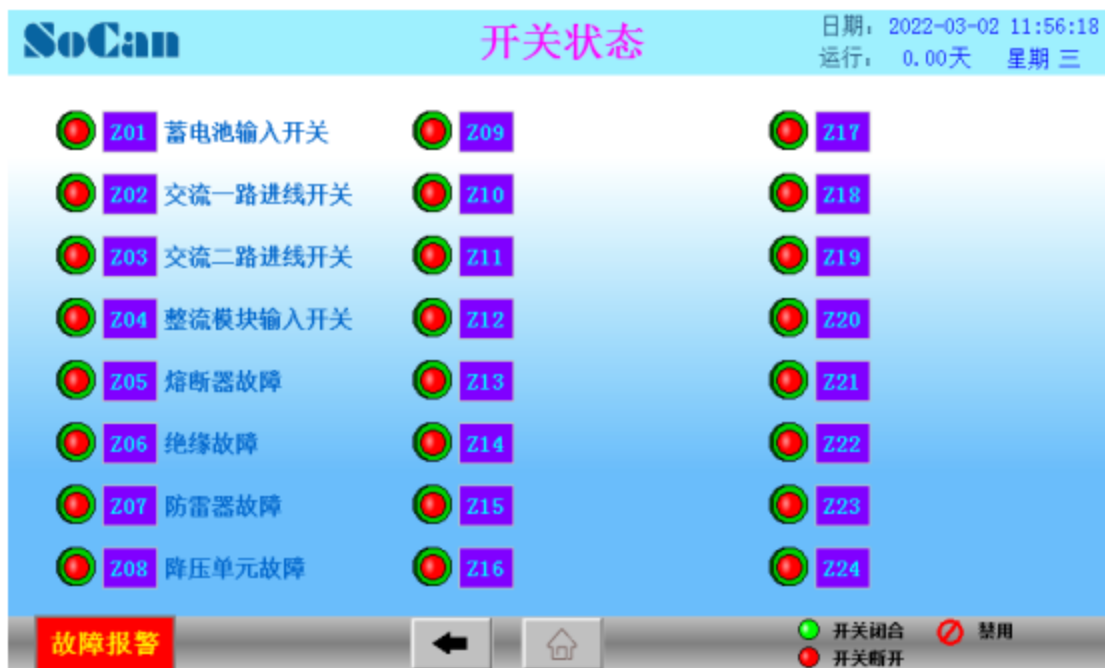 SoCan
开关状态
日期: 2022-03-02 11:56:18
运行: 0.00天 星期 三
Z01 蓄电池输入开关 Z09 Z17
Z02 交流一路进线开关 Z10 Z18
Z03 交流二路进线开关 Z11 Z19
Z04 整流模块输入开关 Z12 Z20
Z05 熔断器故障 Z13 Z21
Z06 绝缘故障 Z14 Z22
Z07 防雷器故障 Z15 Z23
Z08 降压单元故障 Z16 Z24
故障报警
开关闭合 禁用
开关断开